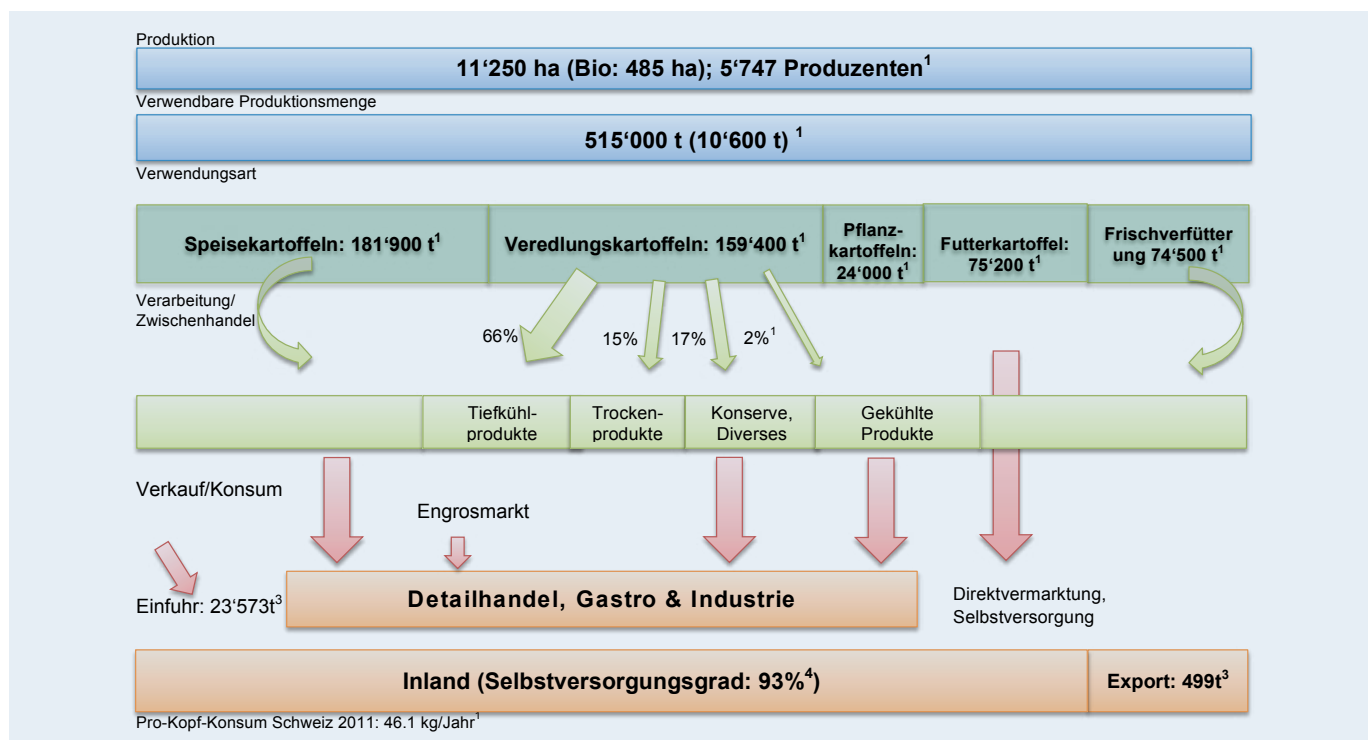 Produktion
11‘250 ha (Bio: 485 ha); 5‘747 Produzenten1
Verwendbare Produktionsmenge
515‘000 t (10‘600 t) 1
Verwendungsart
Speisekartoffeln: 181‘900 t1
Veredlungskartoffeln: 159‘400 t1
Pflanz-
kartoffeln:
24‘000 t1
Futterkartoffel:
75‘200 t1
Frischverfütter
ung 74‘500 t1
Verarbeitung/
Zwischenhandel
66%
15%
17%
2%1
Tiefkühl-
produkte
Trocken-
produkte
Konserve,
Diverses
Gekühlte
Produkte
Verkauf/Konsum
Engrosmarkt
Einfuhr: 23‘573t3
Detailhandel, Gastro & Industrie
Direktvermarktung,
Selbstversorgung
Inland (Selbstversorgungsgrad: 93%4)
Export: 499t3
Pro-Kopf-Konsum Schweiz 2011: 46.1 kg/Jahr1